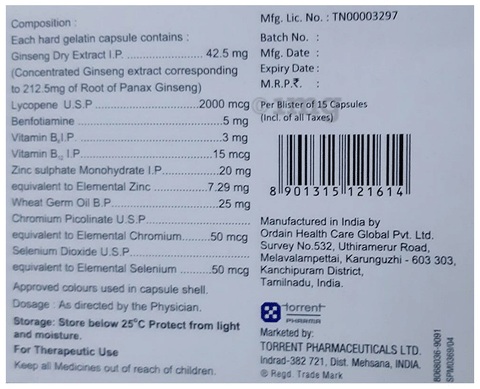 Composition :
Each hard gelatin capsule contains :
Ginseng Dry Extract I.P. ........................ 42.5 mg
(Concentrated Ginseng extract corresponding
to 212.5mg of Root of Panax Ginseng)
Lycopene U.S.P ........................2000 mcg
Benfotiamine ........................5 mg
Vitamin B₆ I.P. ........................3 mg
Vitamin B₁₂ I.P ........................15 mcg
Zinc sulphate Monohydrate I.P. ........................20 mg
equivalent to Elemental Zinc ........................ 7.29 mg
Wheat Germ Oil B.P. ........................25 mg
Chromium Picolinate U.S.P. ........................
equivalent to Elemental Chromium ........................50 mcg
Selenium Dioxide U.S.P. ........................
equivalent to Elemental Selenium ........................50 mcg
Approved colours used in capsule shell.
Dosage : As directed by the Physician.
Storage: Store below 25°C Protect from light
and moisture.
For Therapeutic Use
Keep all Medicines out of reach of children.
Mfg. Lic. No. : TN00003297
Batch No. :
Mfg. Date :
Expiry Date :
M.R.P.₹. :
Per Blister of 15 Capsules
(Incl. of all Taxes)
8 901315 121614
Manufactured in India by
Ordain Health Care Global Pvt. Ltd.
Survey No.532, Uthiramerur Road,
Melavalampettai, Karunguzhi - 603 303,
Kanchipuram District,
Tamilnadu, India.
torrent
PHARMA
Marketed by:
TORRENT PHARMACEUTICALS LTD.
Indrad-382 721, Dist. Mehsana, INDIA.
® Regd. Trade Mark
8068036-9091